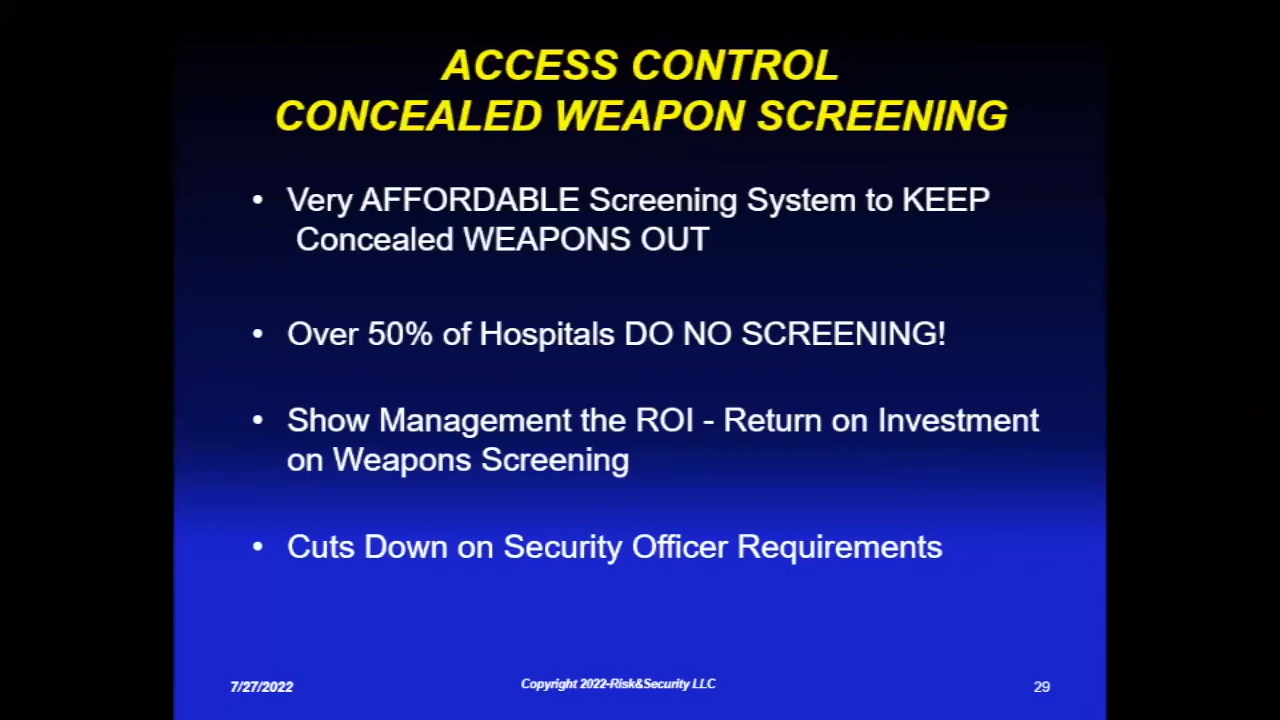 ACCESS CONTROL
CONCEALED WEAPON SCREENING
• Very AFFORDABLE Screening System to KEEP
Concealed WEAPONS OUT
• Over 50% of Hospitals DO NO SCREENING!
• Show Management the ROI - Return on Investment
on Weapons Screening
• Cuts Down on Security Officer Requirements
7/27/2022
Copyright 2022-Risk&Security LLC
29